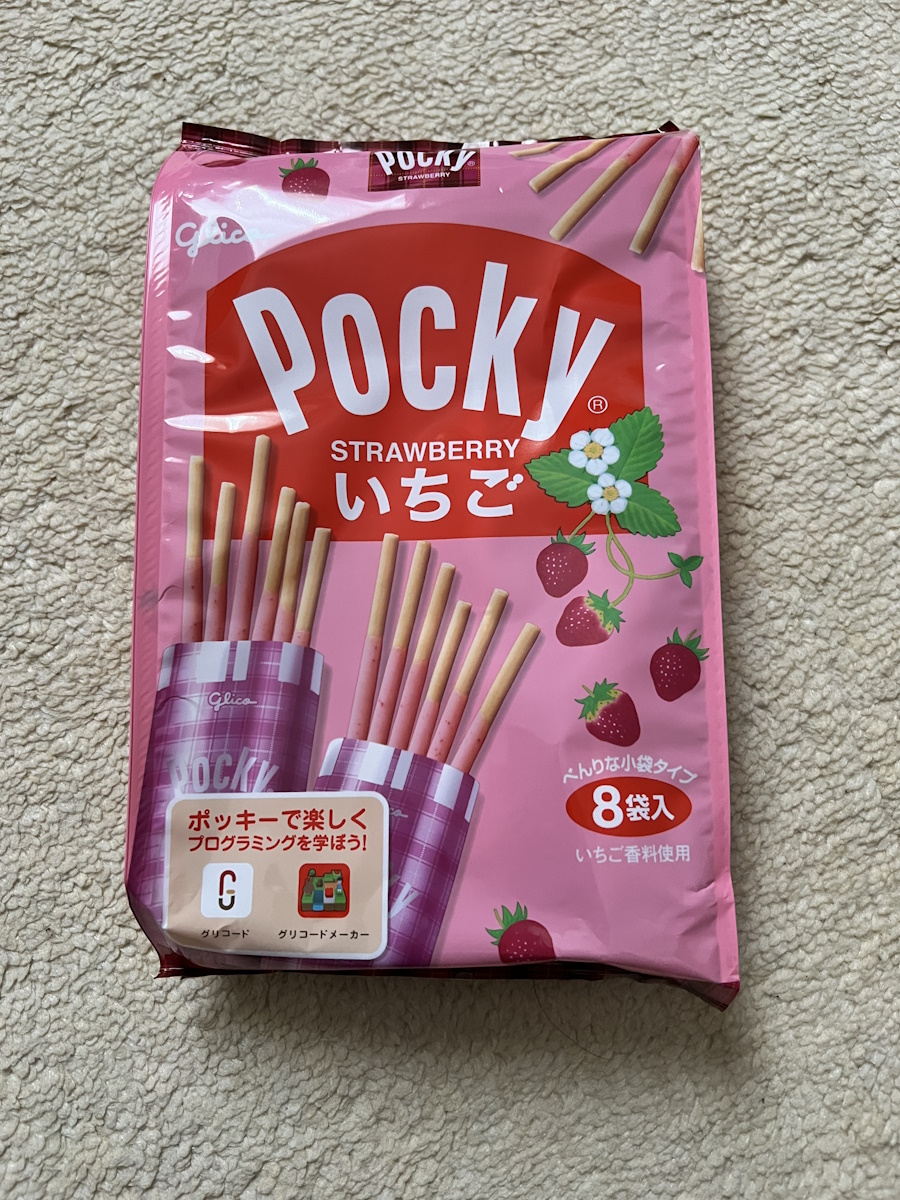 Pocky®
STRAWBERRY
Glico
Pocky®
STRAWBERRY
いちご
Glico
POCKY
べんりな小袋タイプ
8袋入
いちご香料使用
ポッキーで楽しく
プログラミングを学ぼう!
グリコード
グリコードメーカー